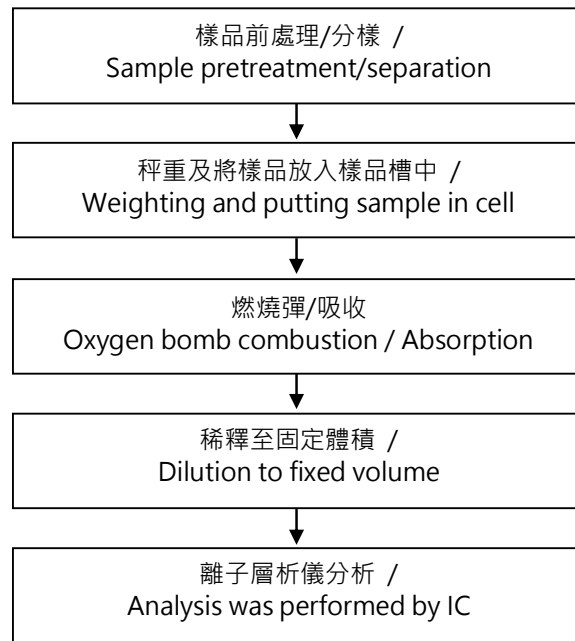 樣品前處理/分樣 /
Sample pretreatment/separation
秤重及將樣品放入樣品槽中 /
Weighting and putting sample in cell
燃燒彈/吸收
Oxygen bomb combustion / Absorption
稀釋至固定體積 /
Dilution to fixed volume
離子層析儀分析 /
Analysis was performed by IC